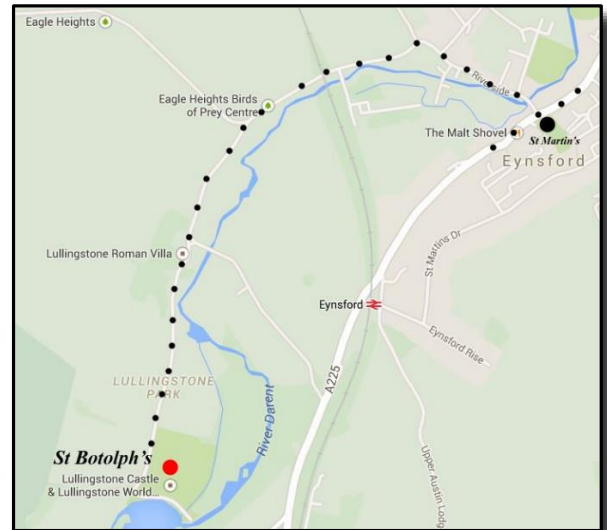 Eagle Heights
Riverside
Eagle Heights Birds
of Prey Centre
The Malt Shovel
St Martin's
Eynsford
St Martins Dr
Lullingstone Roman Villa
Eynsford
Eynsford Rise
A225
LULLINGSTONE
PARK
River Darent
Upper Austin Lodg
St Botolph's
Lullingstone Castle
& Lullingstone World...